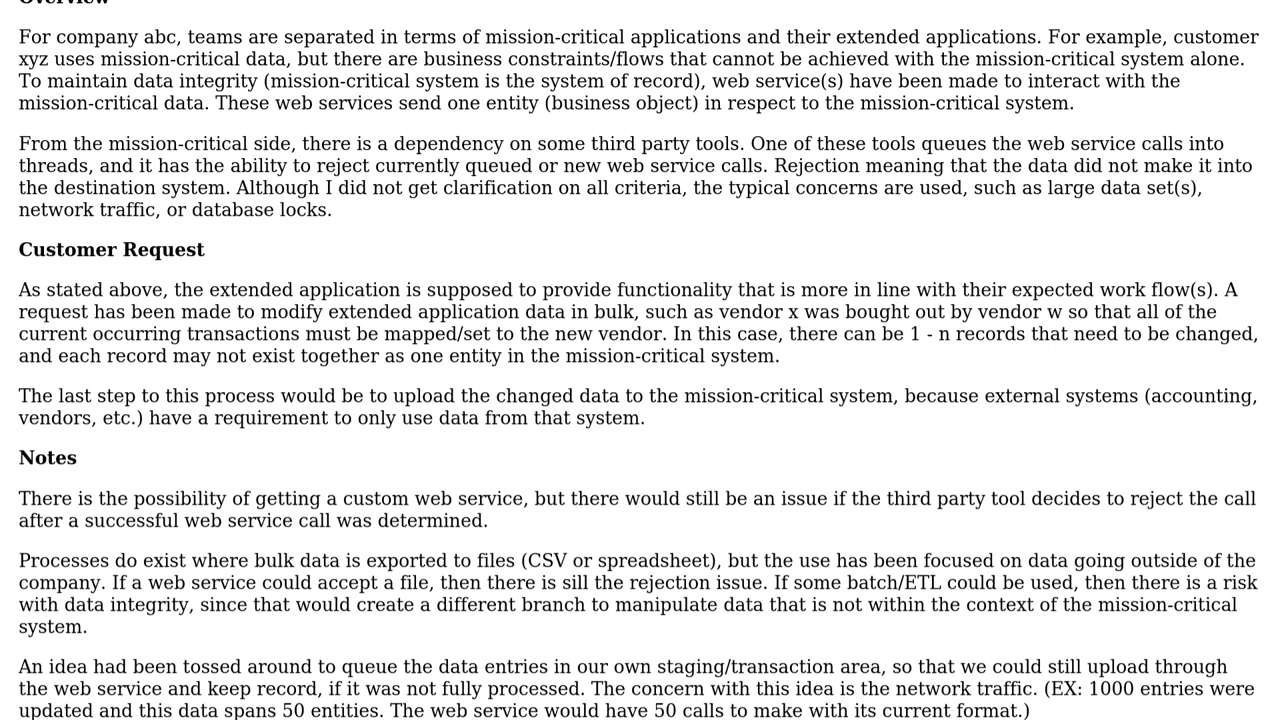 Overview
For company abc, teams are separated in terms of mission-critical applications and their extended applications. For example, customer
xyz uses mission-critical data, but there are business constraints/flows that cannot be achieved with the mission-critical system alone.
To maintain data integrity (mission-critical system is the system of record), web service(s) have been made to interact with the
mission-critical data. These web services send one entity (business object) in respect to the mission-critical system.
From the mission-critical side, there is a dependency on some third party tools. One of these tools queues the web service calls into
threads, and it has the ability to reject currently queued or new web service calls. Rejection meaning that the data did not make it into
the destination system. Although I did not get clarification on all criteria, the typical concerns are used, such as large data set(s),
network traffic, or database locks.
Customer Request
As stated above, the extended application is supposed to provide functionality that is more in line with their expected work flow(s). A
request has been made to modify extended application data in bulk, such as vendor x was bought out by vendor w so that all of the
current occurring transactions must be mapped/set to the new vendor. In this case, there can be 1 - n records that need to be changed,
and each record may not exist together as one entity in the mission-critical system.
The last step to this process would be to upload the changed data to the mission-critical system, because external systems (accounting,
vendors, etc.) have a requirement to only use data from that system.
Notes
There is the possibility of getting a custom web service, but there would still be an issue if the third party tool decides to reject the call
after a successful web service call was determined.
Processes do exist where bulk data is exported to files (CSV or spreadsheet), but the use has been focused on data going outside of the
company. If a web service could accept a file, then there is sill the rejection issue. If some batch/ETL could be used, then there is a risk
with data integrity, since that would create a different branch to manipulate data that is not within the context of the mission-critical
system.
An idea had been tossed around to queue the data entries in our own staging/transaction area, so that we could still upload through
the web service and keep record, if it was not fully processed. The concern with this idea is the network traffic. (EX: 1000 entries were
updated and this data spans 50 entities. The web service would have 50 calls to make with its current format.)